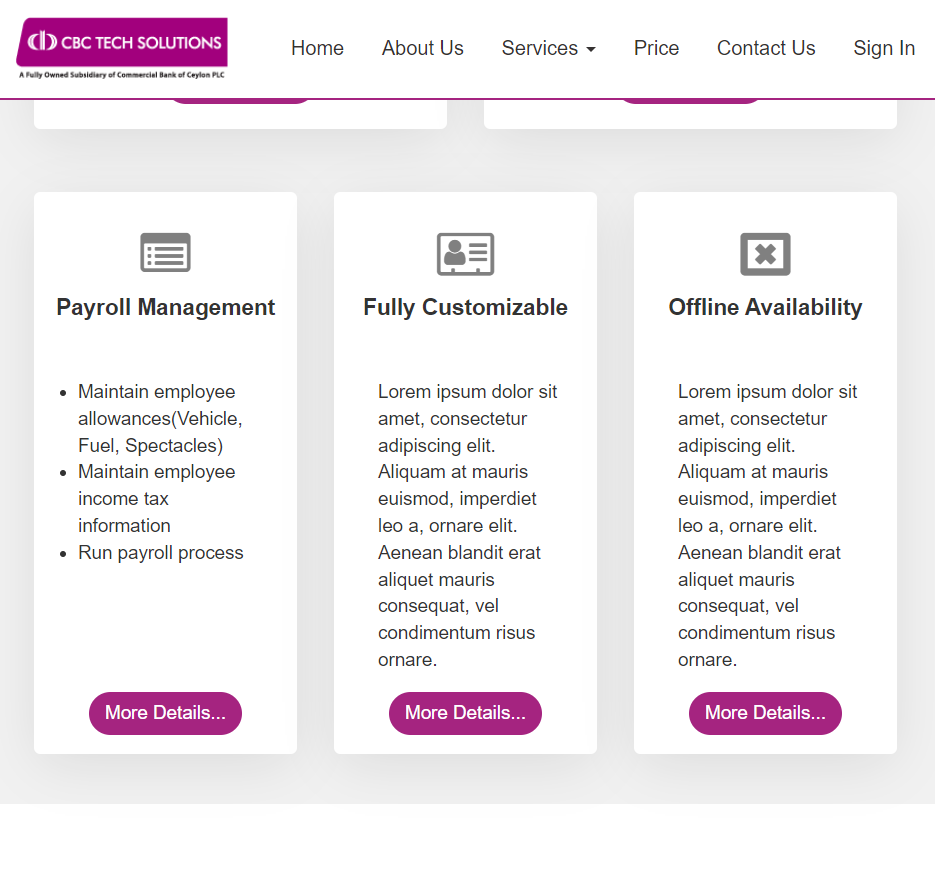 CBC TECH SOLUTIONS
A Fully Owned Subsidiary of Commercial Bank of Ceylon PLC
Home About Us Services Price Contact Us Sign In
Payroll Management
Maintain employee
allowances(Vehicle,
Fuel, Spectacles)
Maintain employee
income tax
information
Run payroll process
More Details...
Fully Customizable
Lorem ipsum dolor sit
amet, consectetur
adipiscing elit.
Aliquam at mauris
euismod, imperdiet
leo a, ornare elit.
Aenean blandit erat
aliquet mauris
consequat, vel
condimentum risus
ornare.
More Details...
Offline Availability
Lorem ipsum dolor sit
amet, consectetur
adipiscing elit.
Aliquam at mauris
euismod, imperdiet
leo a, ornare elit.
Aenean blandit erat
aliquet mauris
consequat, vel
condimentum risus
ornare.
More Details...